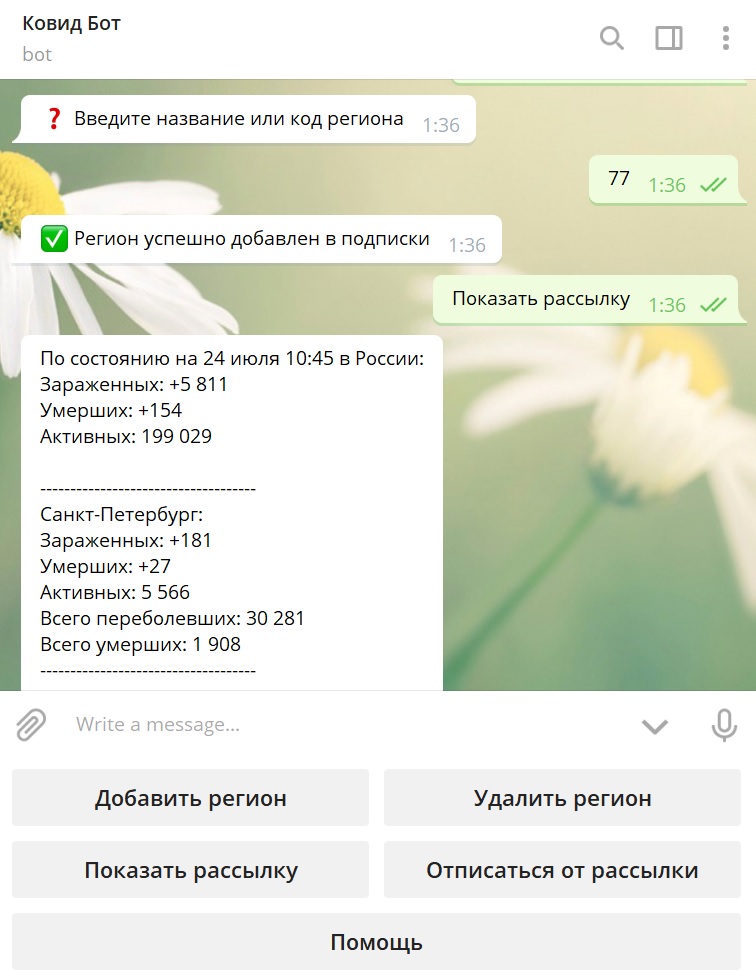 Ковид Бот
bot
❓ Введите название или код региона 1:36
77 1:36
✅ Регион успешно добавлен в подписки 1:36
Показать рассылку 1:36
По состоянию на 24 июля 10:45 в России:
Зараженных: +5 811
Умерших: +154
Активных: 199 029
------------------------------------
Санкт-Петербург:
Зараженных: +181
Умерших: +27
Активных: 5 566
Всего переболевших: 30 281
Всего умерших: 1 908
------------------------------------
Write a message...
Добавить регион
Удалить регион
Показать рассылку
Отписаться от рассылки
Помощь